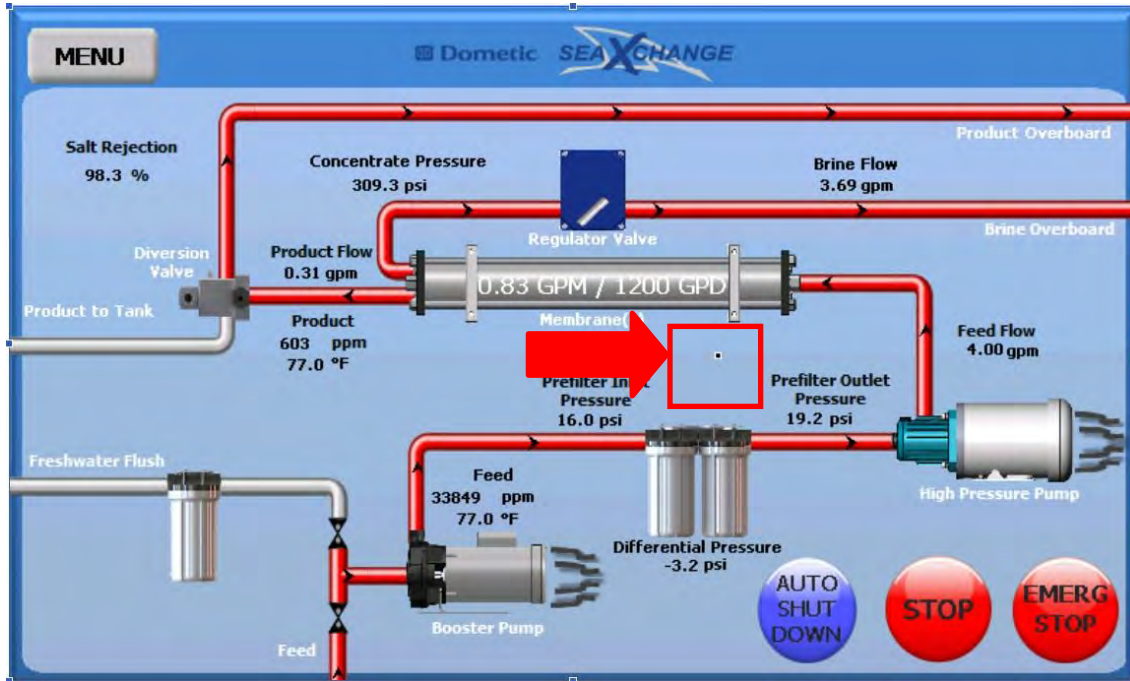 MENU
Dometic SEAXCHANGE
Product Overboard
Salt Rejection
98.3 %
Concentrate Pressure
309.3 psi
Brine Flow
3.69 gpm
Brine Overboard
Regulator Valve
Diversion
Valve
Product Flow
0.31 gpm
0.83 GPM / 1200 GPD
Product to Tank
Membrane(
Product
603 ppm
77.0 °F
Feed Flow
4.00 gpm
Prefilter Inlet
Pressure
16.0 psi
Prefilter Outlet
Pressure
19.2 psi
Freshwater Flush
Feed
33849 ppm
77.0 °F
High Pressure Pump
Differential Pressure
-3.2 psi
Booster Pump
Feed
AUTO
SHUT
DOWN
STOP
EMERG
STOP